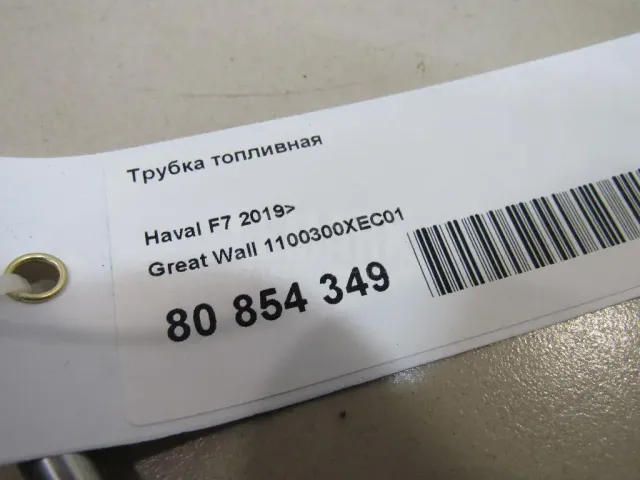 Трубка топливная
Haval F7 2019>
Great Wall 1100300XEC01
80 854 349